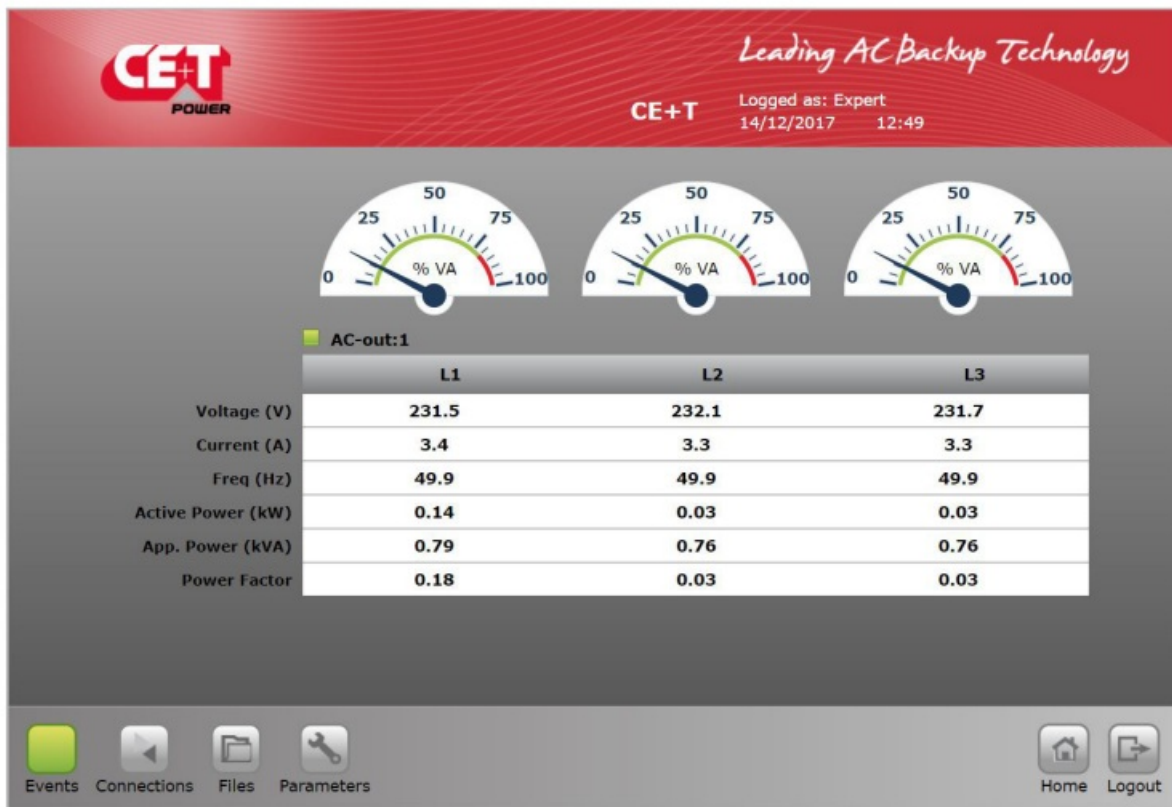 CE+T
POWER
Leading AC Backup Technology
CE+T
Logged as: Expert
14/12/2017 12:49
0 25 50 75 100
% VA
0 25 50 75 100
% VA
0 25 50 75 100
% VA
AC-out:1
L1 L2 L3
Voltage (V) 231.5 232.1 231.7
Current (A) 3.4 3.3 3.3
Freq (Hz) 49.9 49.9 49.9
Active Power (kW) 0.14 0.03 0.03
App. Power (kVA) 0.79 0.76 0.76
Power Factor 0.18 0.03 0.03
Events Connections Files Parameters Home Logout